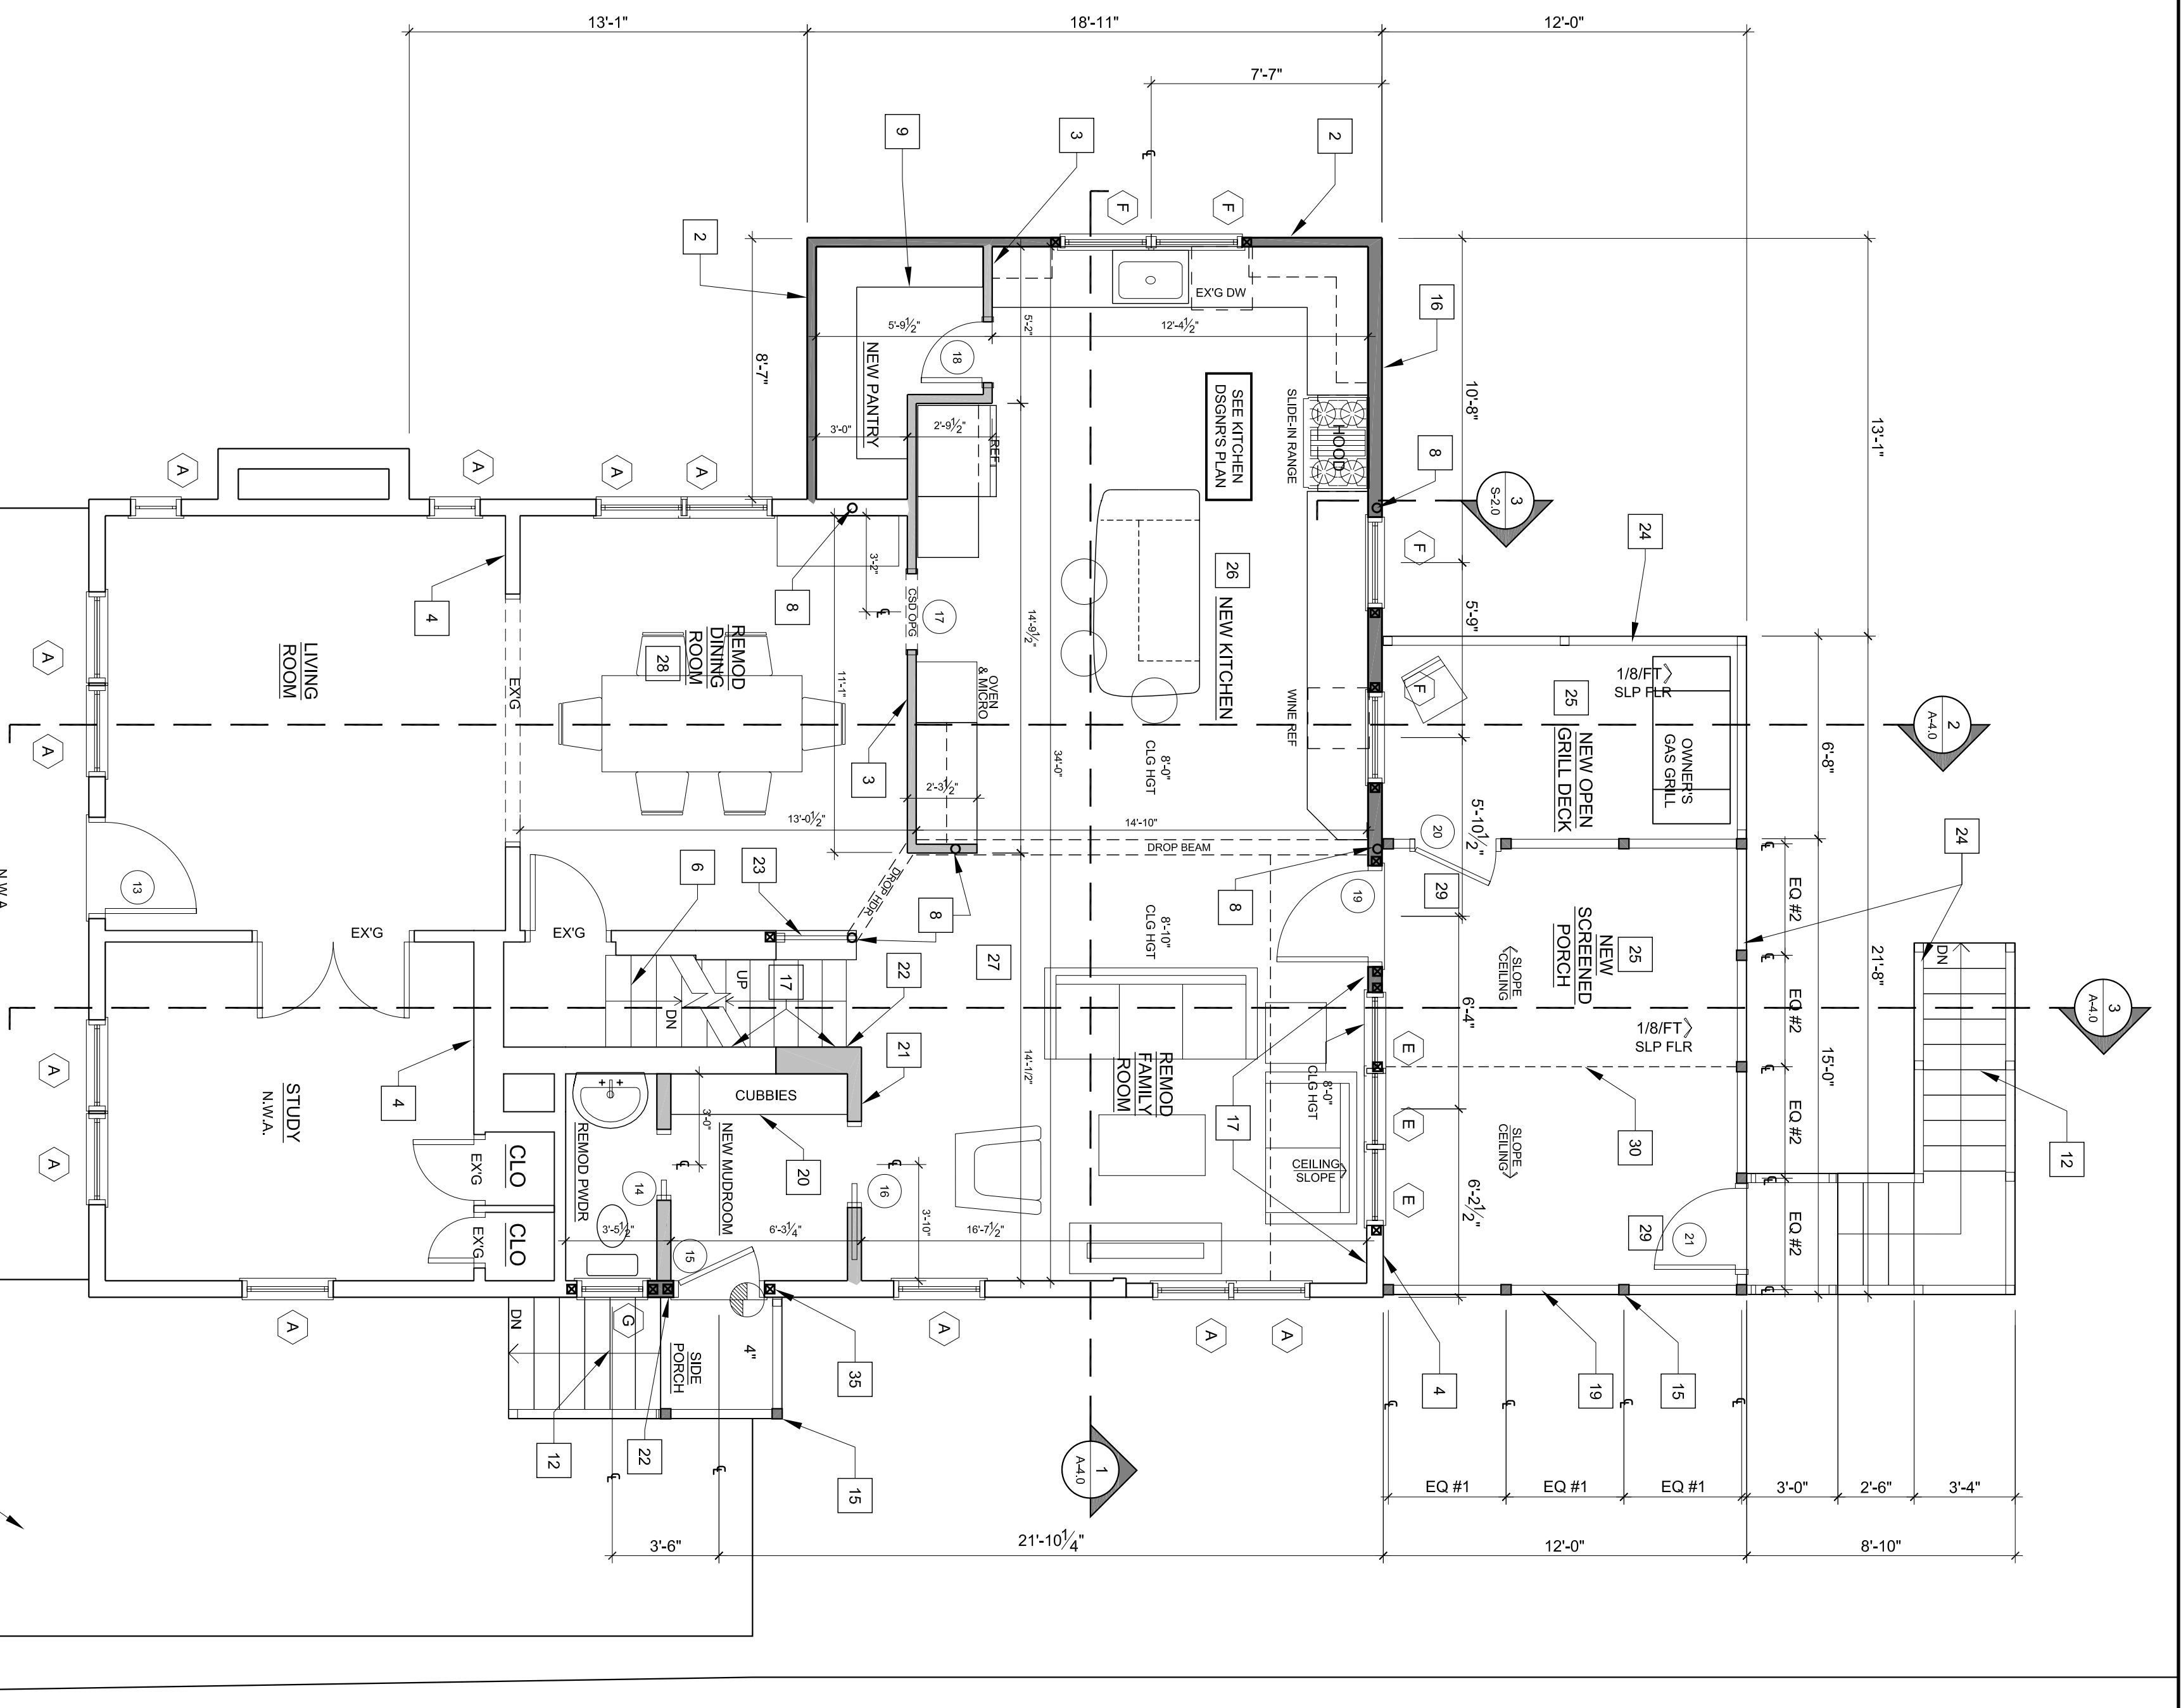 13'-1"
18'-11"
12'-0"
7'-7"
9
3
2
℄
F
F
2
16
13'-1"
10'-8"
8'-7"
EX'G DW
5'-9½"
5'-2"
12'-4½"
18
NEW PANTRY
SEE KITCHEN
DSGNR'S PLAN
SLIDE-IN RANGE
HOOD
3'-0"
2'-9½"
REF
8
3
S-2.0
24
A
A
A
A
3'-2"
8
4
℄
CSD OPG
17
14'-9½"
26
NEW KITCHEN
F
5'-9"
LIVING
ROOM
A
A
EX'G
REMOD
DINING
ROOM
28
11'-1"
OVEN
& MICRO
WINE REF
F
1/8/FT
SLP FLR
25
NEW OPEN
GRILL DECK
OWNER'S
GAS GRILL
6'-8"
2
A-4.0
3
34'-0"
8'-0"
CLG HGT
2'-3½"
13'-0½"
14'-10"
DROP BEAM
5'-10½"
20
24
6
23
DROP HDR
13
8
8
19
29
8'-10"
CLG HGT
EQ #2
℄
EX'G
EX'G
27
22
17
UP
DN
NEW
SCREENED
PORCH
25
SLOPE
CEILING
DN
21'-8"
6'-4"
EQ #2
3
A-4.0
1/8/FT
SLP FLR
A
A
STUDY
N.W.A.
4
21
CUBBIES
3'-0"
14'-1/2"
REMOD
FAMILY
ROOM
17
8'-0"
CLG HGT
E
E
E
℄
15'-0"
EQ #2
SLOPE
CEILING
30
12
CLO
CLO
EX'G
EX'G
REMOD PWDR
14
NEW MUDROOM
20
℄
℄
16
3'-10"
CEILING
SLOPE
6'-2½"
℄
EQ #2
29
21
3'-5½"
6'-3¼"
16'-7½"
15
℄
A
DN
G
SIDE
PORCH
4"
35
A
A
A
4
19
15
℄
℄
℄
℄
12
22
15
℄
℄
1
A-4.0
EQ #1
EQ #1
EQ #1
3'-0"
2'-6"
3'-4"
3'-6"
21'-10¼"
12'-0"
8'-10"
N.W.A.